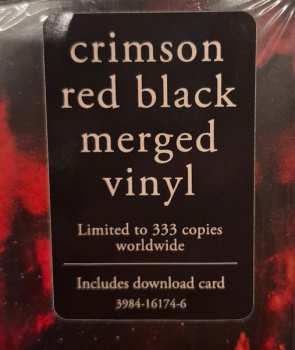 crimson
red black
merged
vinyl
Limited to 333 copies
worldwide
Includes download card
3984-16174-6